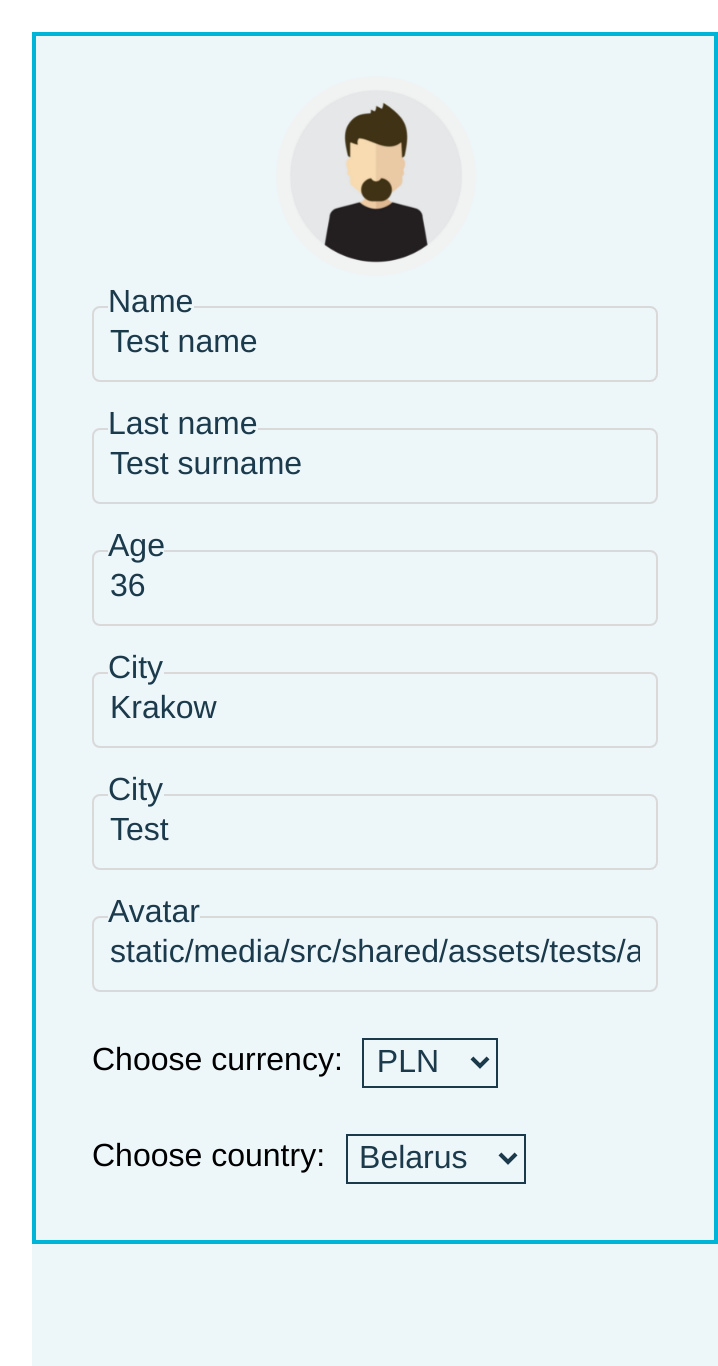 Name
Test name
Last name
Test surname
Age
36
City
Krakow
City
Test
Avatar
static/media/src/shared/assets/tests/a
Choose currency: PLN
Choose country: Belarus